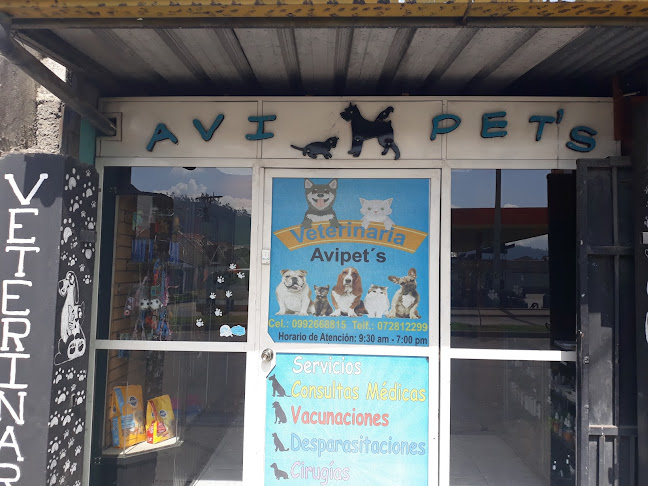 AVI PET'S
VETERINAR
Veterinaria
Avipet´s
Cel.: 0992668815 Telf.: 072812299
Horario de Atención: 9:30 am - 7:00 pm
Servicios
Consultas Médicas
Vacunaciones
Desparasitaciones
Cirugías